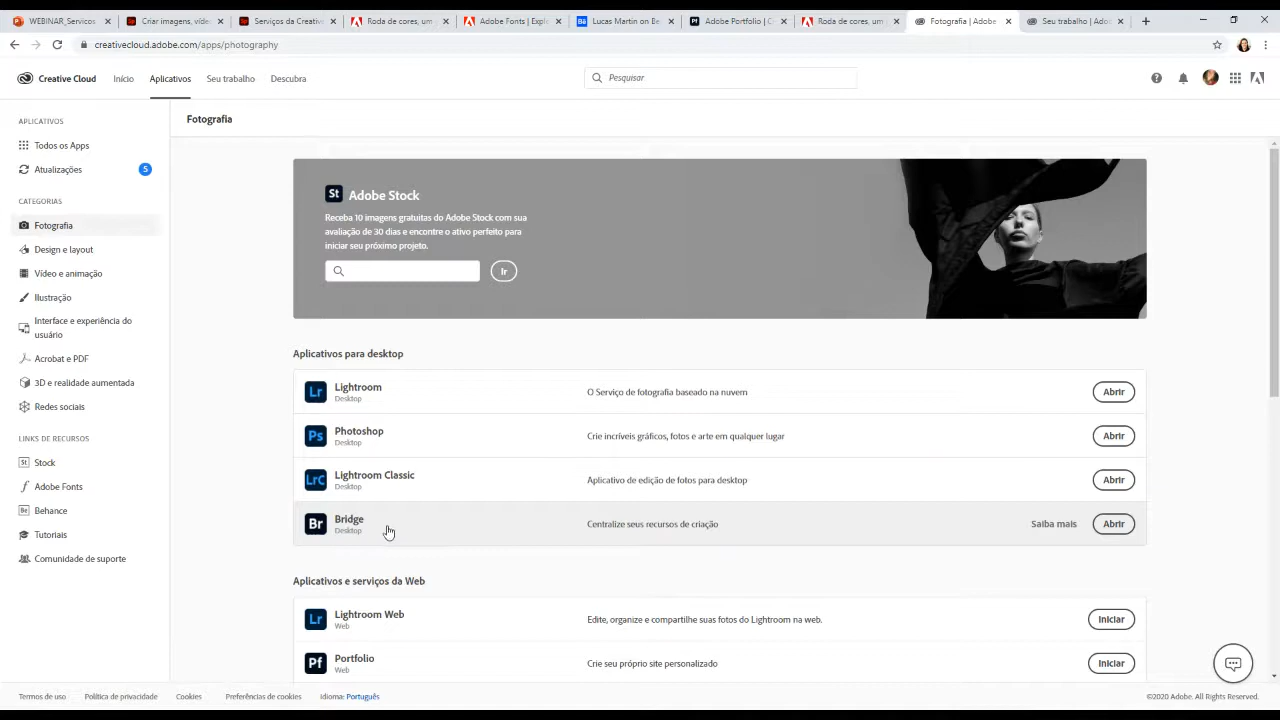 WEBINAR_Servicos
Criar imagens, víde
Serviços da Creative
Roda de cores, um
Adobe Fonts | Expl
Lucas Martin on Be
Adobe Portfolio | C
Roda de cores, um
Fotografia | Adobe
Seu trabalho | Ado
creativecloud.adobe.com/apps/photography
Creative Cloud
Início
Aplicativos
Seu trabalho
Descubra
Pesquisar
APLICATIVOS
Todos os Apps
Atualizações
5
CATEGORIAS
Fotografia
Design e layout
Vídeo e animação
Ilustração
Interface e experiência do
usuário
Acrobat e PDF
3D e realidade aumentada
Redes sociais
LINKS DE RECURSOS
St Stock
Adobe Fonts
Be Behance
Tutoriais
Comunidade de suporte
Fotografia
St Adobe Stock
Receba 10 imagens gratuitas do Adobe Stock com sua
avaliação de 30 dias e encontre o ativo perfeito para
iniciar seu próximo projeto.
Ir
Aplicativos para desktop
Lr Lightroom
Desktop
O Serviço de fotografia baseado na nuvem
Abrir
Ps Photoshop
Desktop
Crie incríveis gráficos, fotos e arte em qualquer lugar
Abrir
LrC Lightroom Classic
Desktop
Aplicativo de edição de fotos para desktop
Abrir
Br Bridge
Desktop
Centralize seus recursos de criação
Saiba mais
Abrir
Aplicativos e serviços da Web
Lr Lightroom Web
Web
Edite, organize e compartilhe suas fotos do Lightroom na web.
Iniciar
Pf Portfolio
Web
Crie seu próprio site personalizado
Iniciar
Termos de uso
Política de privacidade
Cookies
Preferências de cookies
Idioma: Português
©2020 Adobe. All Rights Reserved.